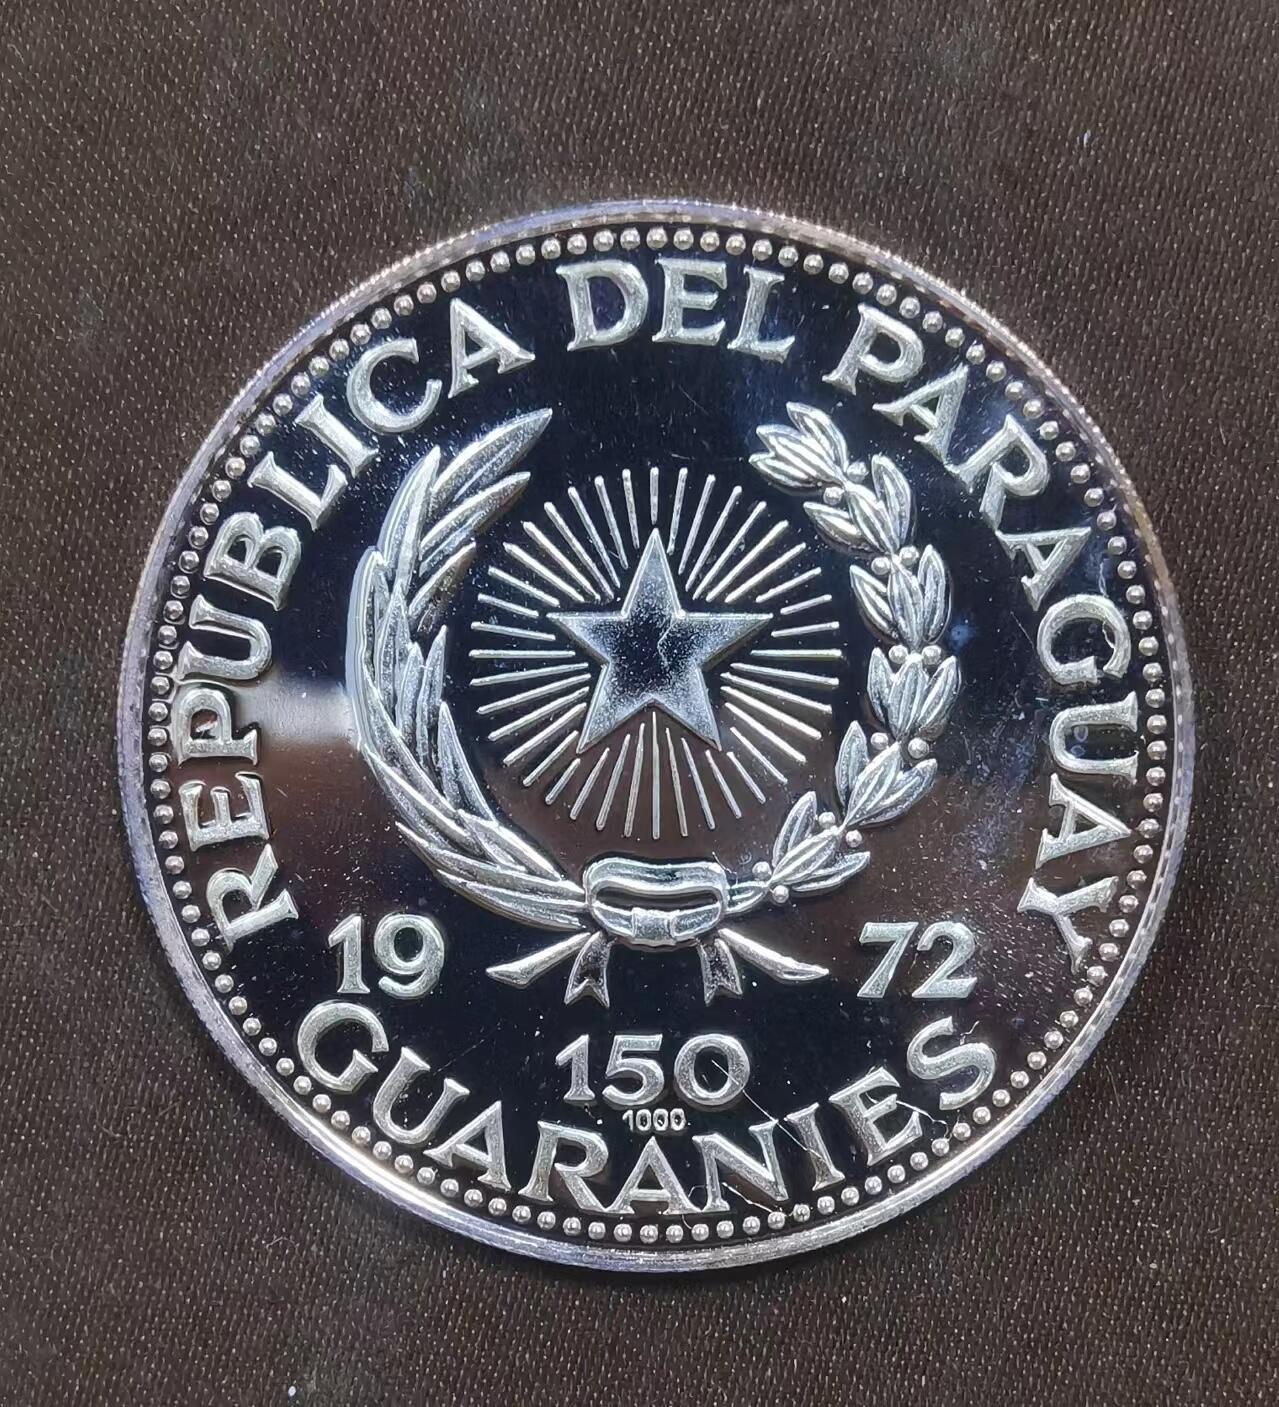 REPUBLICA DEL PARAGUAY
19 72
150
1000
GUARANIES